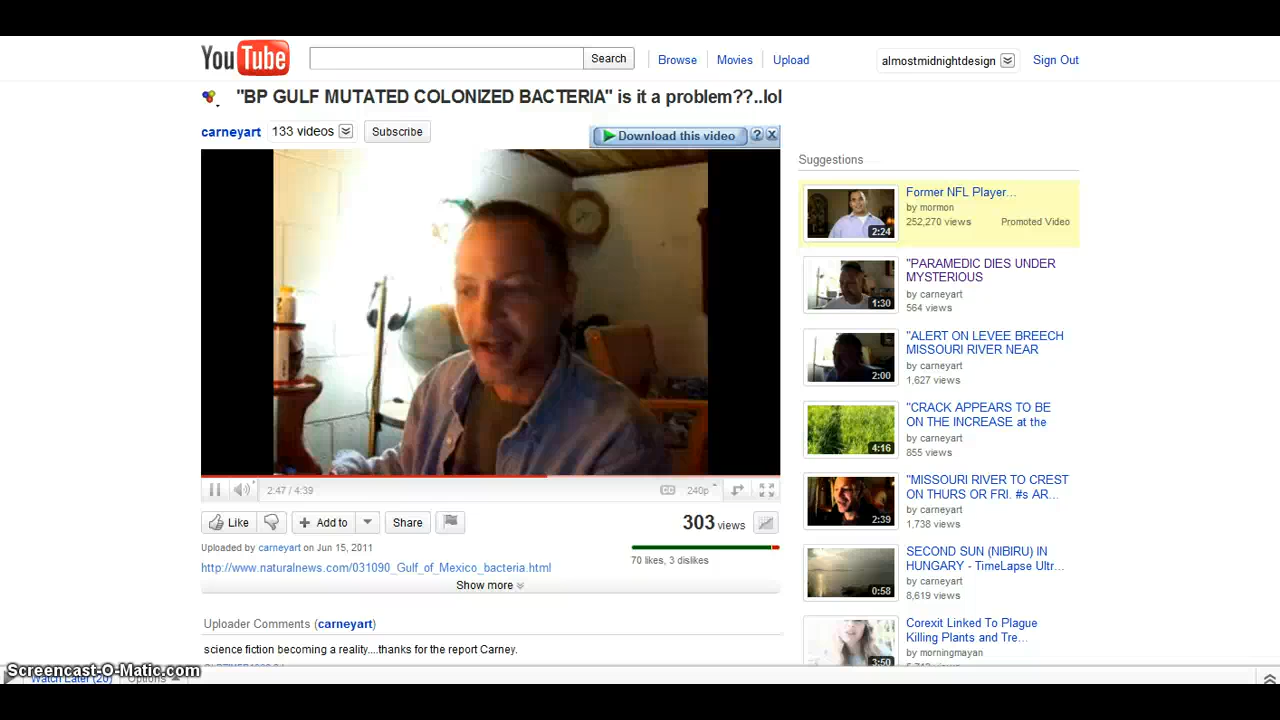 YouTube
Search
Browse
Movies
Upload
almostmidnightdesign
Sign Out
"BP GULF MUTATED COLONIZED BACTERIA" is it a problem??..lol
carneyart
133 videos
Subscribe
Download this video
?
x
2:47 / 4:39
CC
240p
Like
Add to
Share
303 views
Uploaded by carneyart on Jun 15, 2011
70 likes, 3 dislikes
http://www.naturalnews.com/031090_Gulf_of_Mexico_bacteria.html
Show more
Uploader Comments (carneyart)
science fiction becoming a reality....thanks for the report Carney.
Suggestions
Former NFL Player...
by mormon
252,270 views
Promoted Video
2:24
"PARAMEDIC DIES UNDER
MYSTERIOUS
by carneyart
564 views
1:30
"ALERT ON LEVEE BREECH
MISSOURI RIVER NEAR
by carneyart
1,627 views
2:00
"CRACK APPEARS TO BE
ON THE INCREASE at the
by carneyart
855 views
4:16
"MISSOURI RIVER TO CREST
ON THURS OR FRI. #s AR...
by carneyart
1,738 views
2:39
SECOND SUN (NIBIRU) IN
HUNGARY - TimeLapse Ultr...
by carneyart
8,619 views
0:58
Corexit Linked To Plague
Killing Plants and Tre...
by morningmayan
3:50
Screencast-O-Matic.com
Watch Later (20)
Options